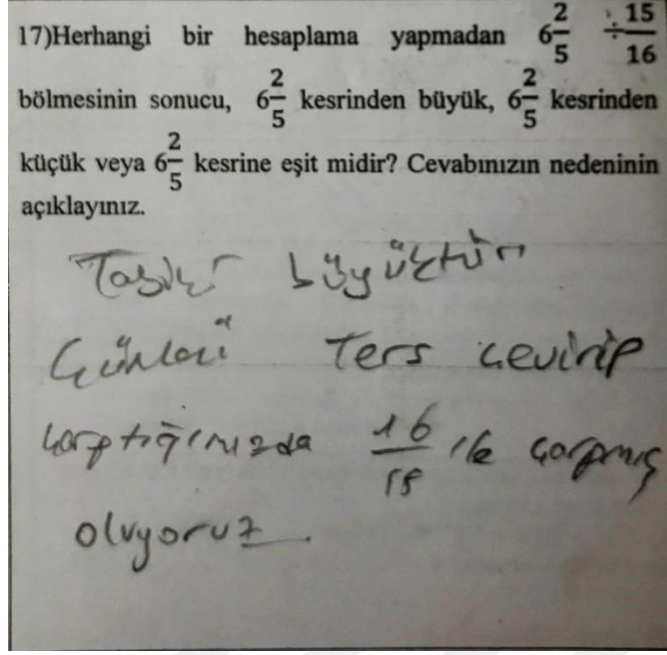 17)Herhangi bir hesaplama yapmadan 6 2/5 ÷ 15/16
bölmesinin sonucu, 6 2/5 kesrinden büyük, 6 2/5 kesrinden
küçük veya 6 2/5 kesrine eşit midir? Cevabınızın nedeninin
açıklayınız.
Tabiki büyüktür
Çünkü Ters çevirip
çarptığımızda 16/15 ile çarpmış
oluyoruz.